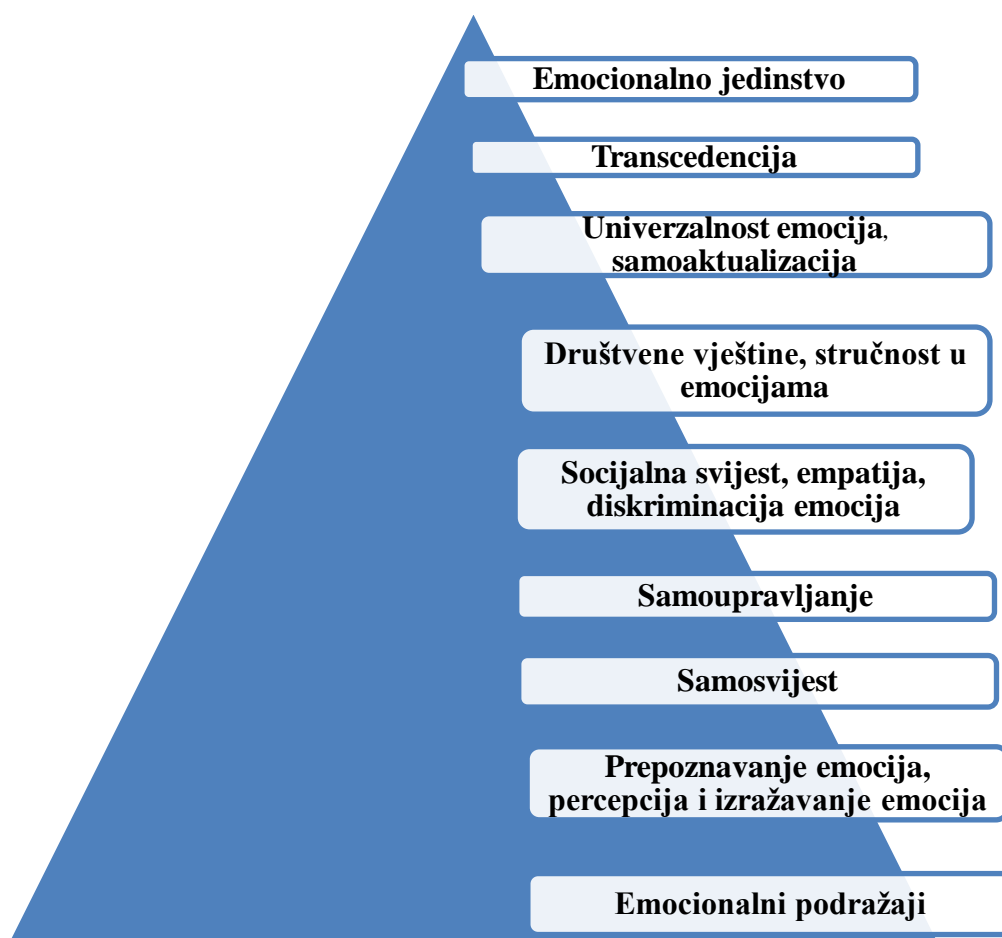 Emocionalno jedinstvo
Transcedencija
Univerzalnost emocija,
samoaktualizacija
Društvene vještine, stručnost u
emocijama
Socijalna svijest, empatija,
diskriminacija emocija
Samoupravljanje
Samosvijest
Prepoznavanje emocija,
percepcija i izražavanje emocija
Emocionalni podražaji